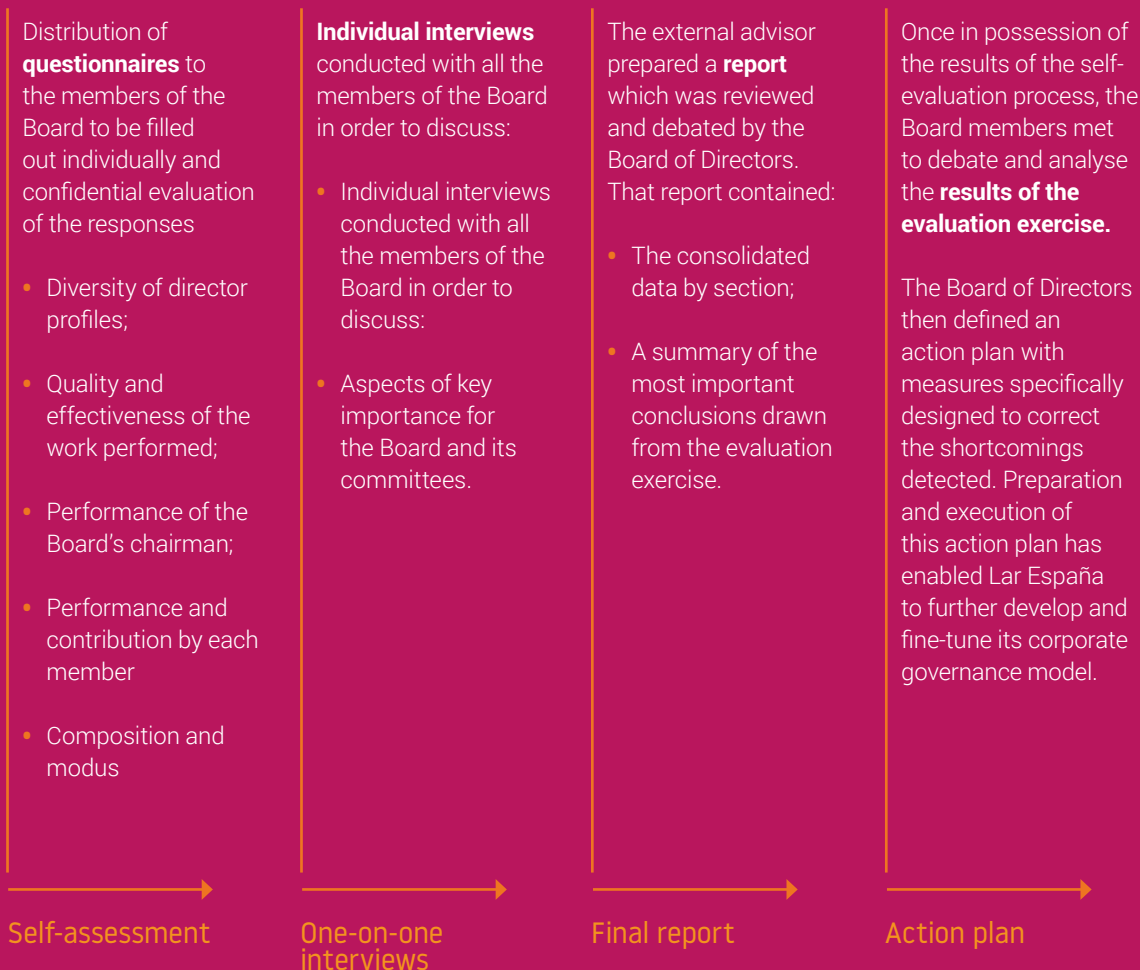 Distribution of
questionnaires to
the members of the
Board to be filled
out individually and
confidential evaluation
of the responses
• Diversity of director
profiles;
• Quality and
effectiveness of the
work performed;
• Performance of the
Board's chairman;
• Performance and
contribution by each
member
• Composition and
modus
Self-assessment
Individual interviews
conducted with all the
members of the Board
in order to discuss:
• Individual interviews
conducted with all
the members of the
Board in order to
discuss:
• Aspects of key
importance for
the Board and its
committees.
One-on-one
interviews
The external advisor
prepared a report
which was reviewed
and debated by the
Board of Directors.
That report contained:
• The consolidated
data by section;
• A summary of the
most important
conclusions drawn
from the evaluation
exercise.
Final report
Once in possession of
the results of the self-
evaluation process, the
Board members met
to debate and analyse
the results of the
evaluation exercise.
The Board of Directors
then defined an
action plan with
measures specifically
designed to correct
the shortcomings
detected. Preparation
and execution of
this action plan has
enabled Lar España
to further develop and
fine-tune its corporate
governance model.
Action plan